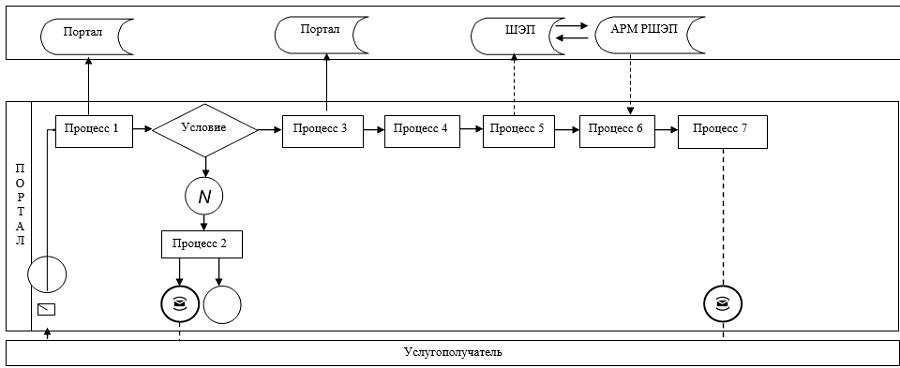 Портал
Портал
ШЭП
АРМ РШЭП
ПОРТАЛ
Процесс 1
Условие
Процесс 3
Процесс 4
Процесс 5
Процесс 6
Процесс 7
N
Процесс 2
Услугополучатель